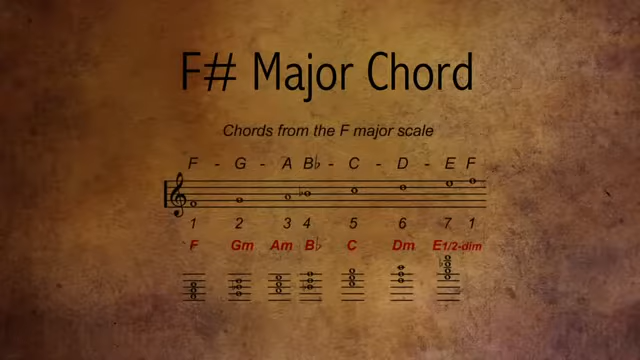 F# Major Chord
Chords from the F major scale
F - G - A B♭ - C - D - E F
1 2 3 4 5 6 7 1
F Gm Am B♭ C Dm E1/2-dim